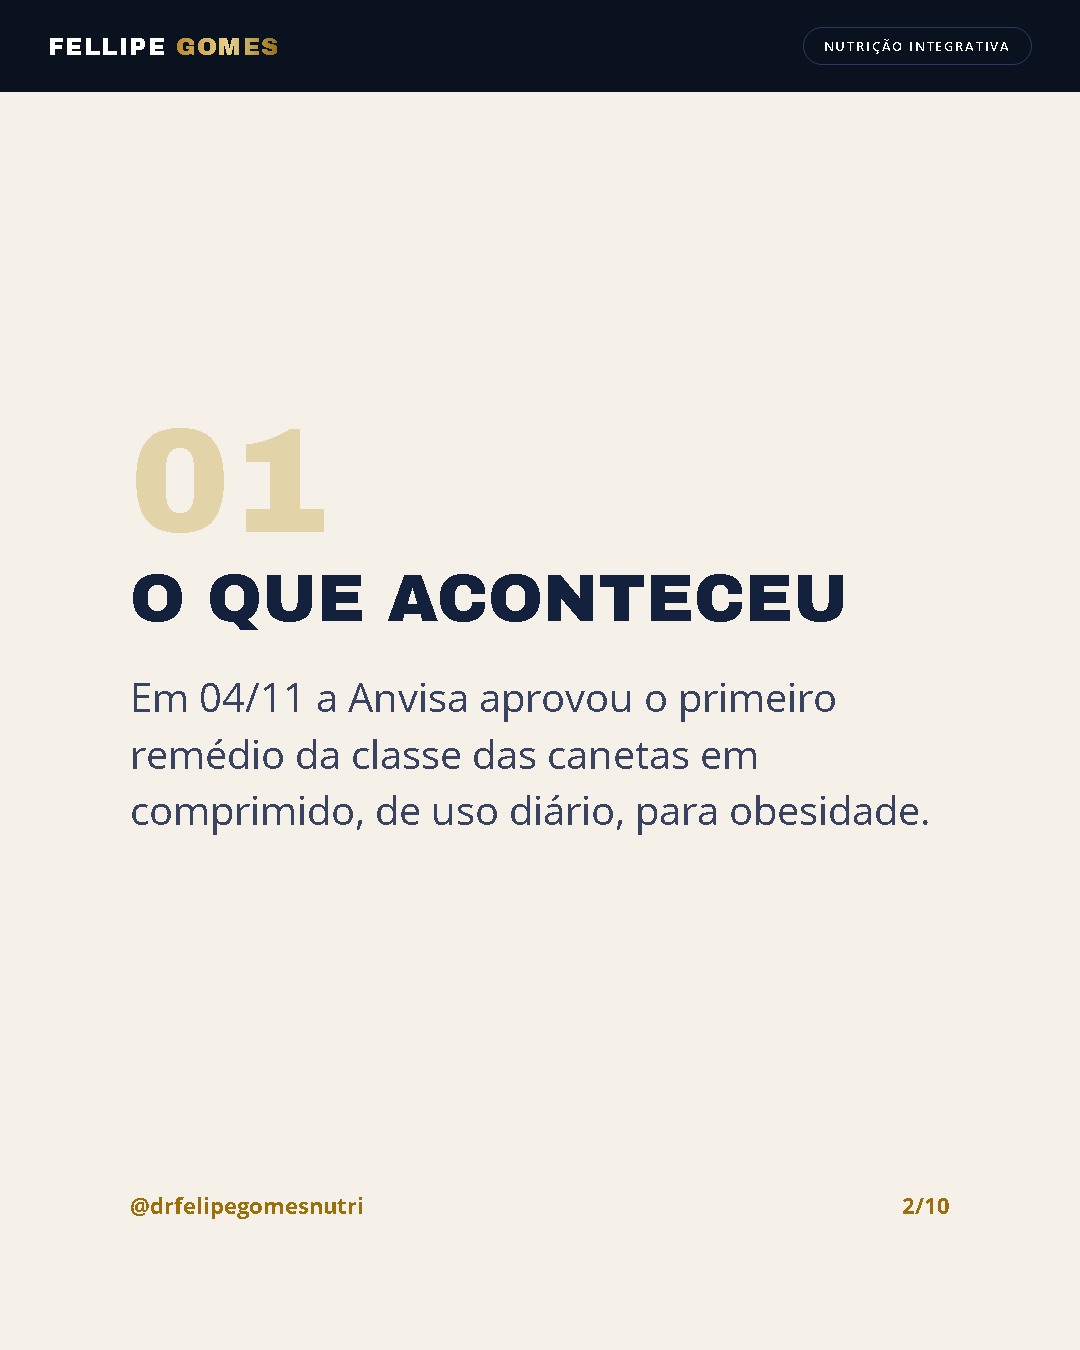 FELLIPE GOMES
NUTRIÇÃO INTEGRATIVA
01
O QUE ACONTECEU
Em 04/11 a Anvisa aprovou o primeiro
remédio da classe das canetas em
comprimido, de uso diário, para obesidade.
@drfelipegomesnutri
2/10